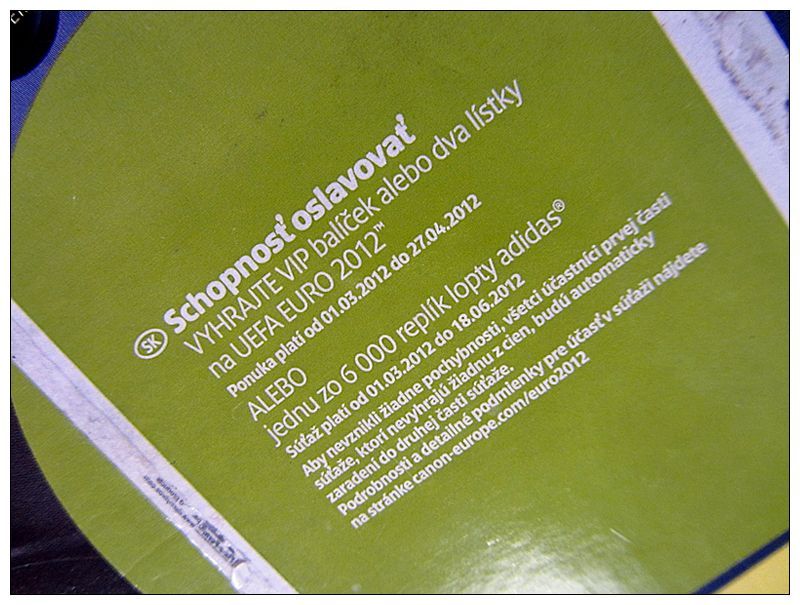 SK Schopnosť oslavovať
VYHRAJTE VIP balíček alebo dva lístky
na UEFA EURO 2012™
Ponuka platí od 01.03.2012 do 27.04.2012
ALEBO
jednu zo 6 000 replík lopty adidas®
Súťaž platí od 01.03.2012 do 18.06.2012
Aby nevznikli žiadne pochybnosti, všetci účastníci prvej časti
súťaže, ktorí nevyhrajú žiadnu z cien, budú automaticky
zaradení do druhej časti súťaže.
Podrobnosti a detailné podmienky pre účasť v súťaži nájdete
na stránke canon-europe.com/euro2012